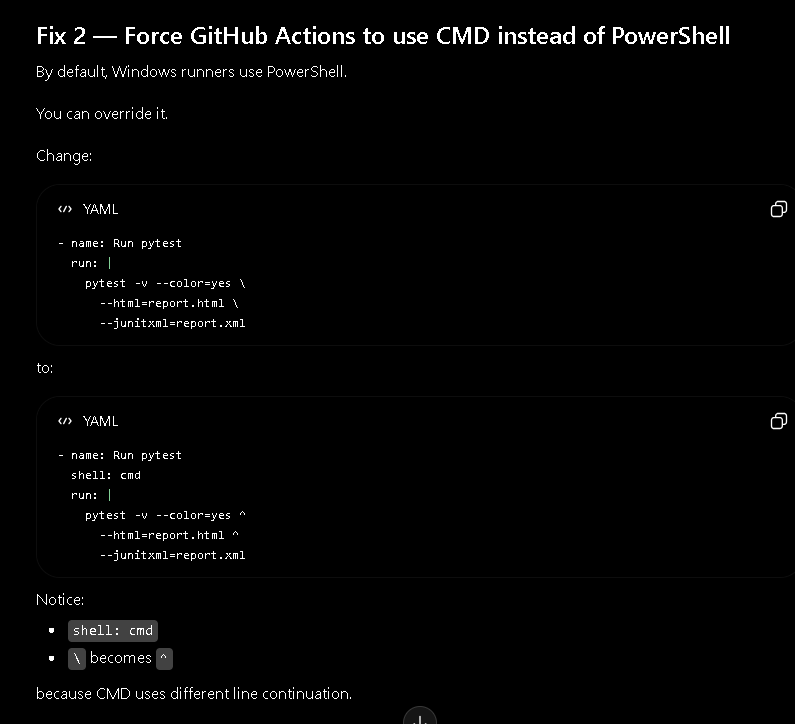 Fix 2 — Force GitHub Actions to use CMD instead of PowerShell
By default, Windows runners use PowerShell.
You can override it.
Change:
YAML
- name: Run pytest
  run: |
    pytest -v --color=yes \
      --html=report.html \
      --junitxml=report.xml
to:
YAML
- name: Run pytest
  shell: cmd
  run: |
    pytest -v --color=yes ^
      --html=report.html ^
      --junitxml=report.xml
Notice:
• shell: cmd
• \ becomes ^
because CMD uses different line continuation.